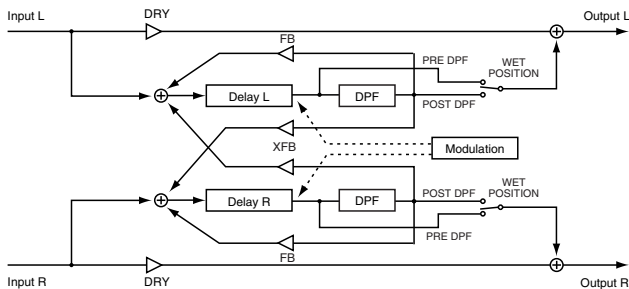 Input L
DRY
Output L
FB
PRE DPF
WET
POSITION
Delay L
DPF
POST DPF
XFB
Modulation
Delay R
DPF
POST DPF
WET
POSITION
PRE DPF
FB
Input R
DRY
Output R